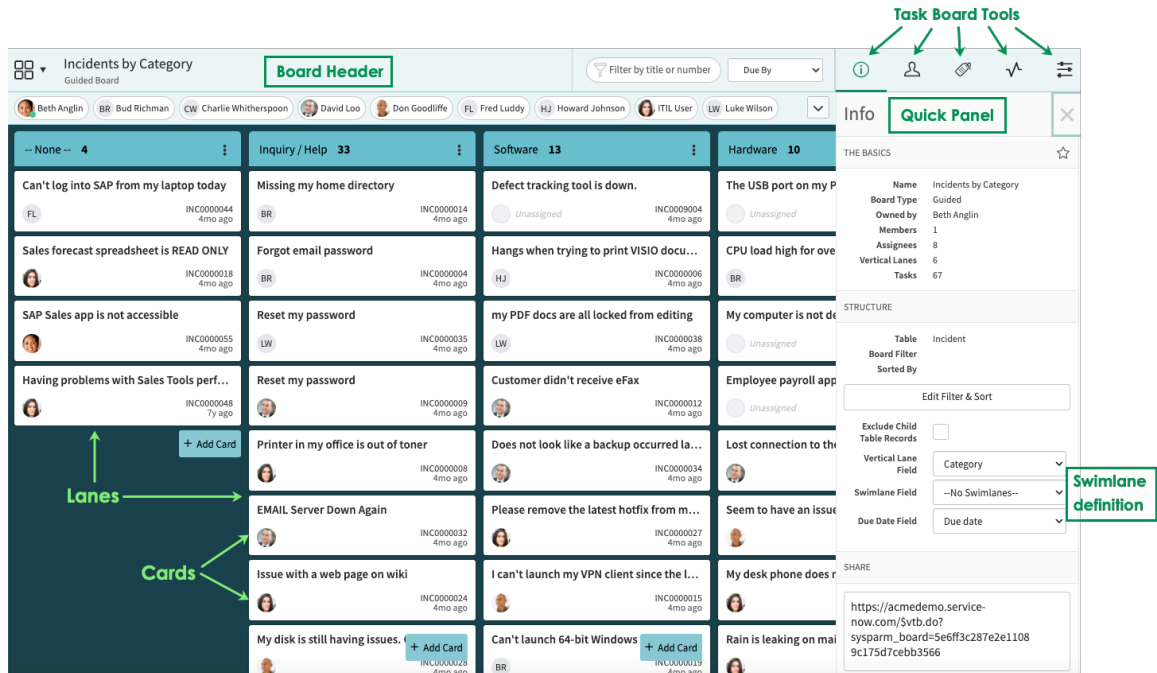 Task Board Tools
Incidents by Category
Guided Board
Board Header
Filter by title or number
Due By
Beth Anglin
BR Bud Richman
CW Charlie Whitherspoon
David Loo
Don Goodliffe
FL Fred Luddy
HJ Howard Johnson
ITIL User
LW Luke Wilson
Info
Quick Panel
-- None -- 4
Can't log into SAP from my laptop today
FL
INC0000044
4mo ago
Sales forecast spreadsheet is READ ONLY
INC0000018
4mo ago
SAP Sales app is not accessible
INC0000055
4mo ago
Having problems with Sales Tools perf...
INC0000048
7y ago
+ Add Card
Lanes
Cards
Inquiry / Help 33
Missing my home directory
BR
INC0000014
4mo ago
Forgot email password
BR
INC0000004
4mo ago
Reset my password
LW
INC0000035
4mo ago
Reset my password
INC0000009
4mo ago
Printer in my office is out of toner
INC0000008
4mo ago
EMAIL Server Down Again
INC0000032
4mo ago
Issue with a web page on wiki
INC0000024
4mo ago
My disk is still having issues.
+ Add Card
INC0000028
4mo ago
Software 13
Defect tracking tool is down.
Unassigned
INC0009004
4mo ago
Hangs when trying to print VISIO docu...
HJ
INC0000006
4mo ago
my PDF docs are all locked from editing
LW
INC0000038
4mo ago
Customer didn't receive eFax
INC0000012
4mo ago
Does not look like a backup occurred la...
INC0000034
4mo ago
Please remove the latest hotfix from m...
INC0000027
4mo ago
I can't launch my VPN client since the l...
INC0000015
4mo ago
Can't launch 64-bit Windows
+ Add Card
BR
INC0000019
4mo ago
Hardware 10
The USB port on my P
Unassigned
CPU load high for ove
BR
My computer is not de
Unassigned
Employee payroll app
Unassigned
Lost connection to the
Seem to have an issue
My desk phone does n
Rain is leaking on mai
THE BASICS
Name Incidents by Category
Board Type Guided
Owned by Beth Anglin
Members 1
Assignees 8
Vertical Lanes 6
Tasks 67
STRUCTURE
Table Incident
Board Filter
Sorted By
Edit Filter & Sort
Exclude Child
Table Records
Vertical Lane
Field
Category
Swimlane Field --No Swimlanes--
Swimlane
definition
Due Date Field Due date
SHARE
https://acmedemo.service-
now.com/$vtb.do?
sysparm_board=5e6ff3c287e2e1108
9c175d7cebb3566